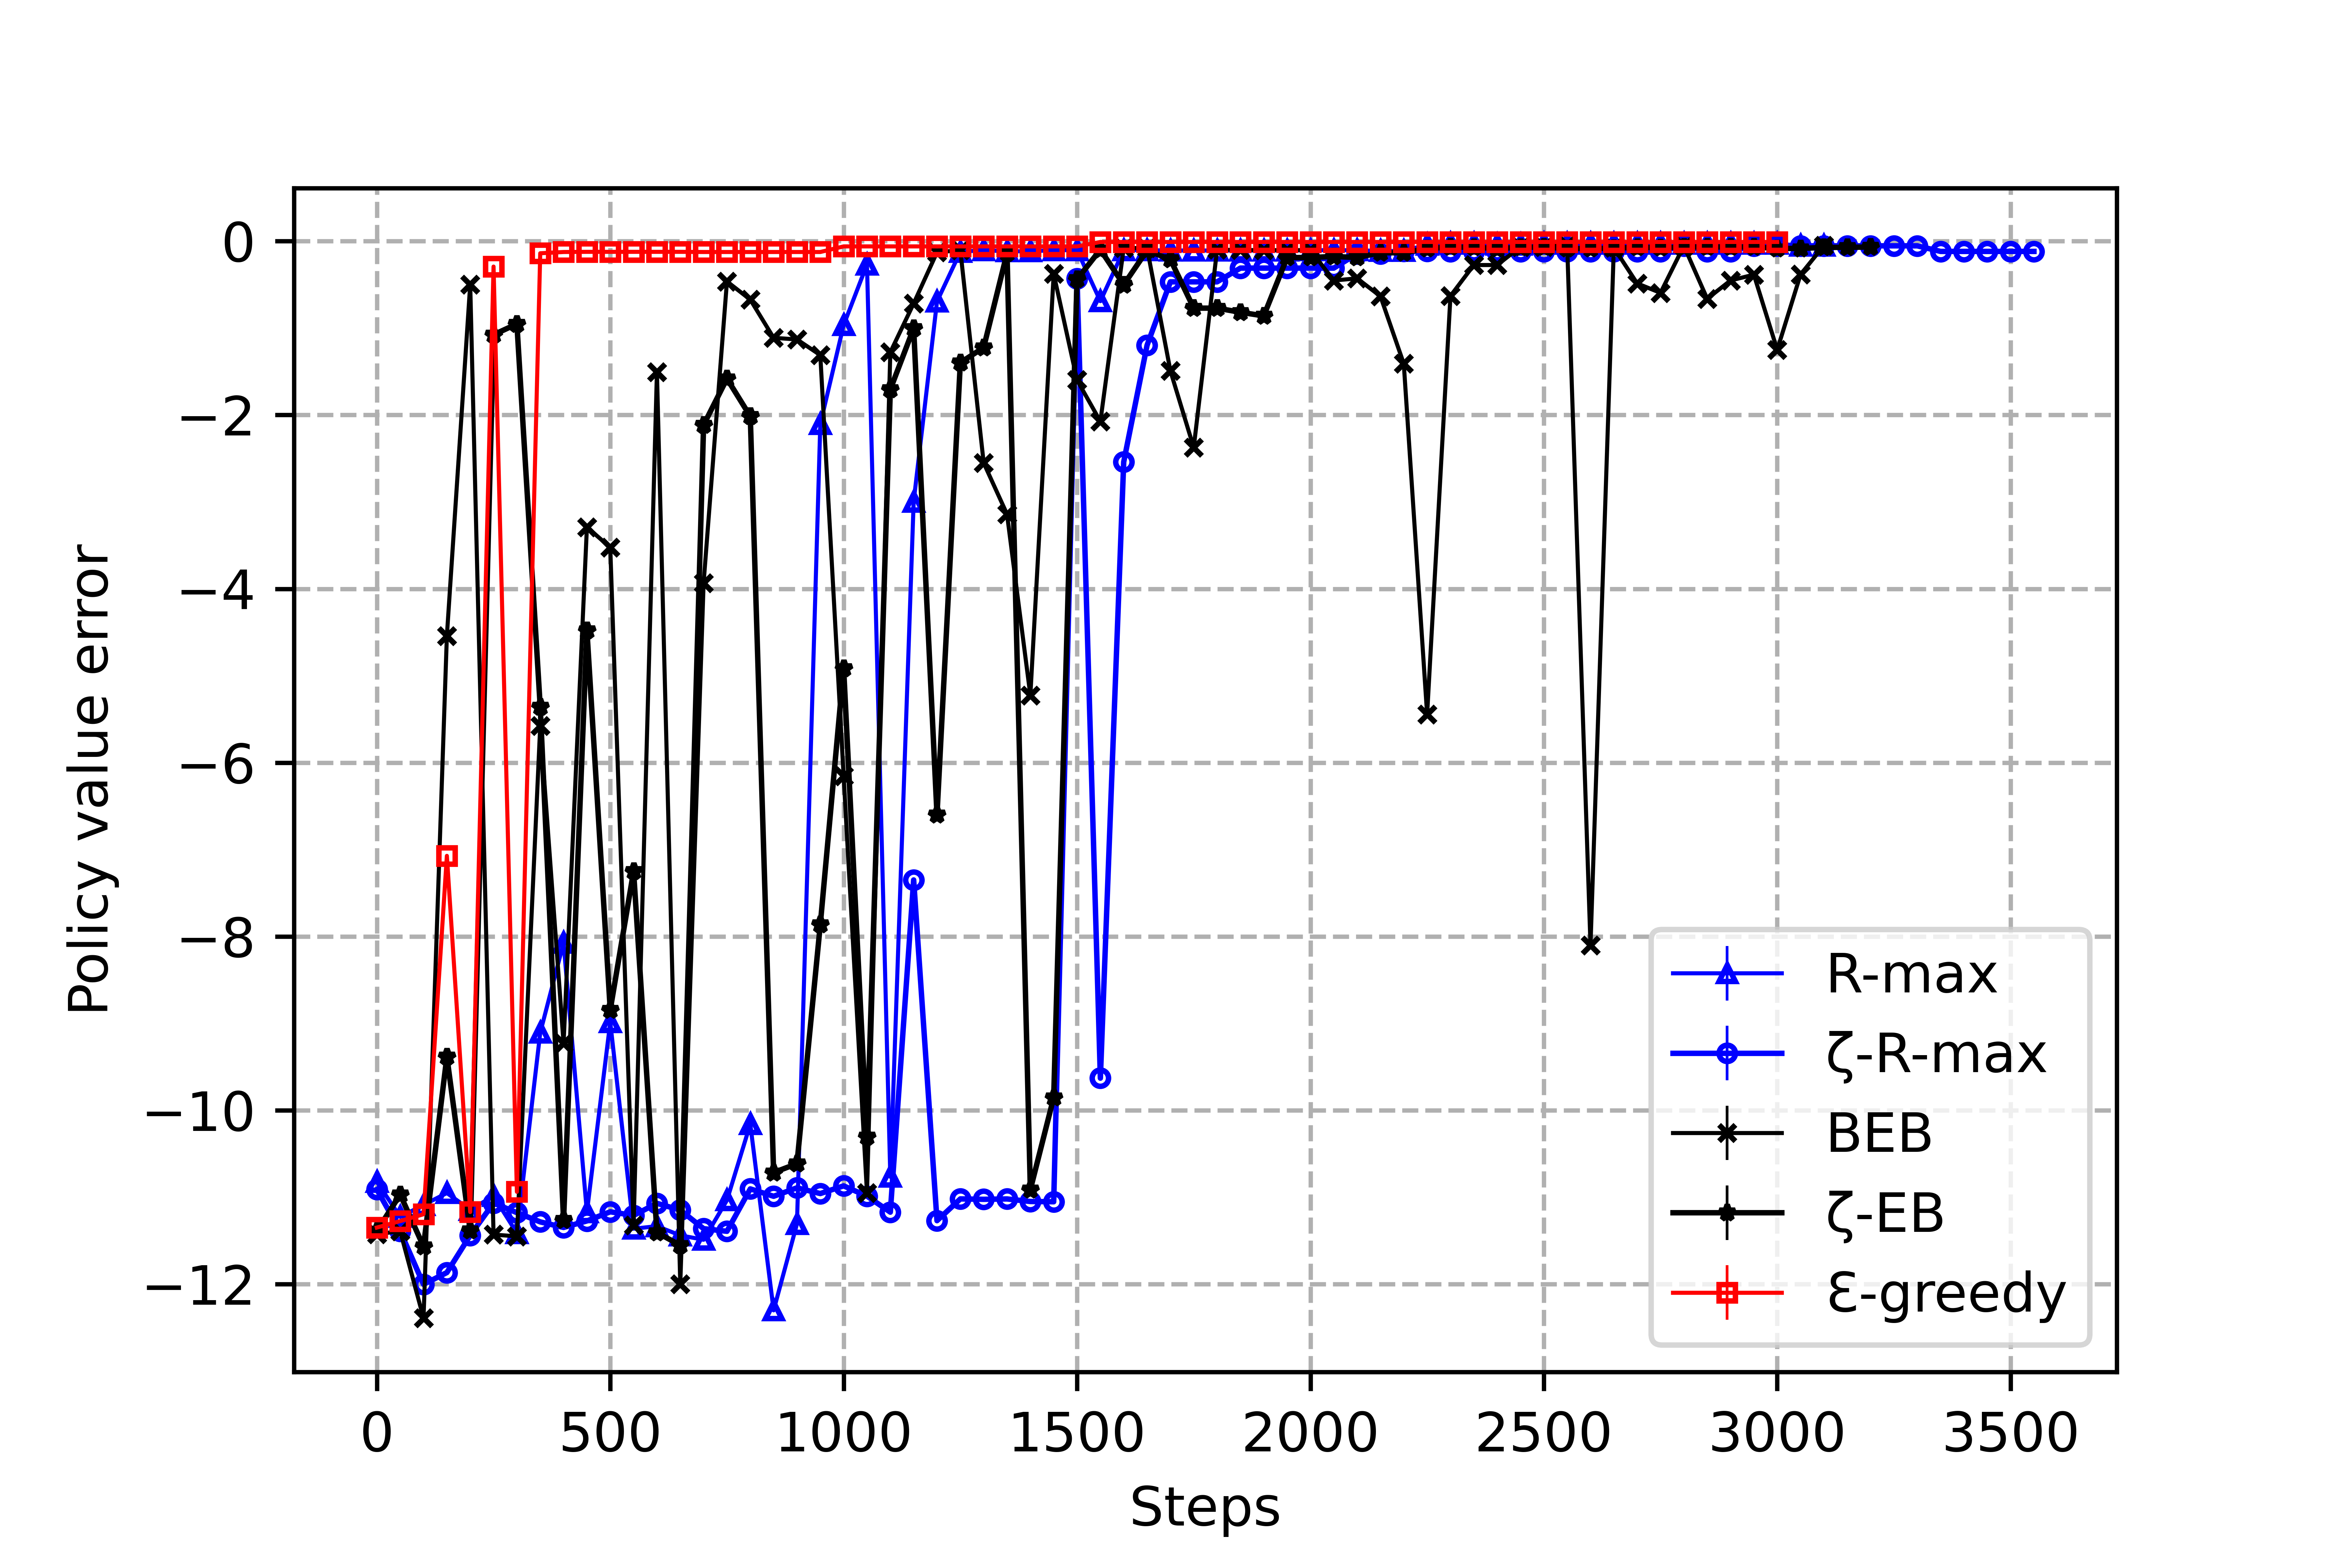 0
−2
−4
−6
−8
−10
−12
Policy value error
0 500 1000 1500 2000 2500 3000 3500
Steps
R-max
ζ-R-max
BEB
ζ-EB
Ɛ-greedy